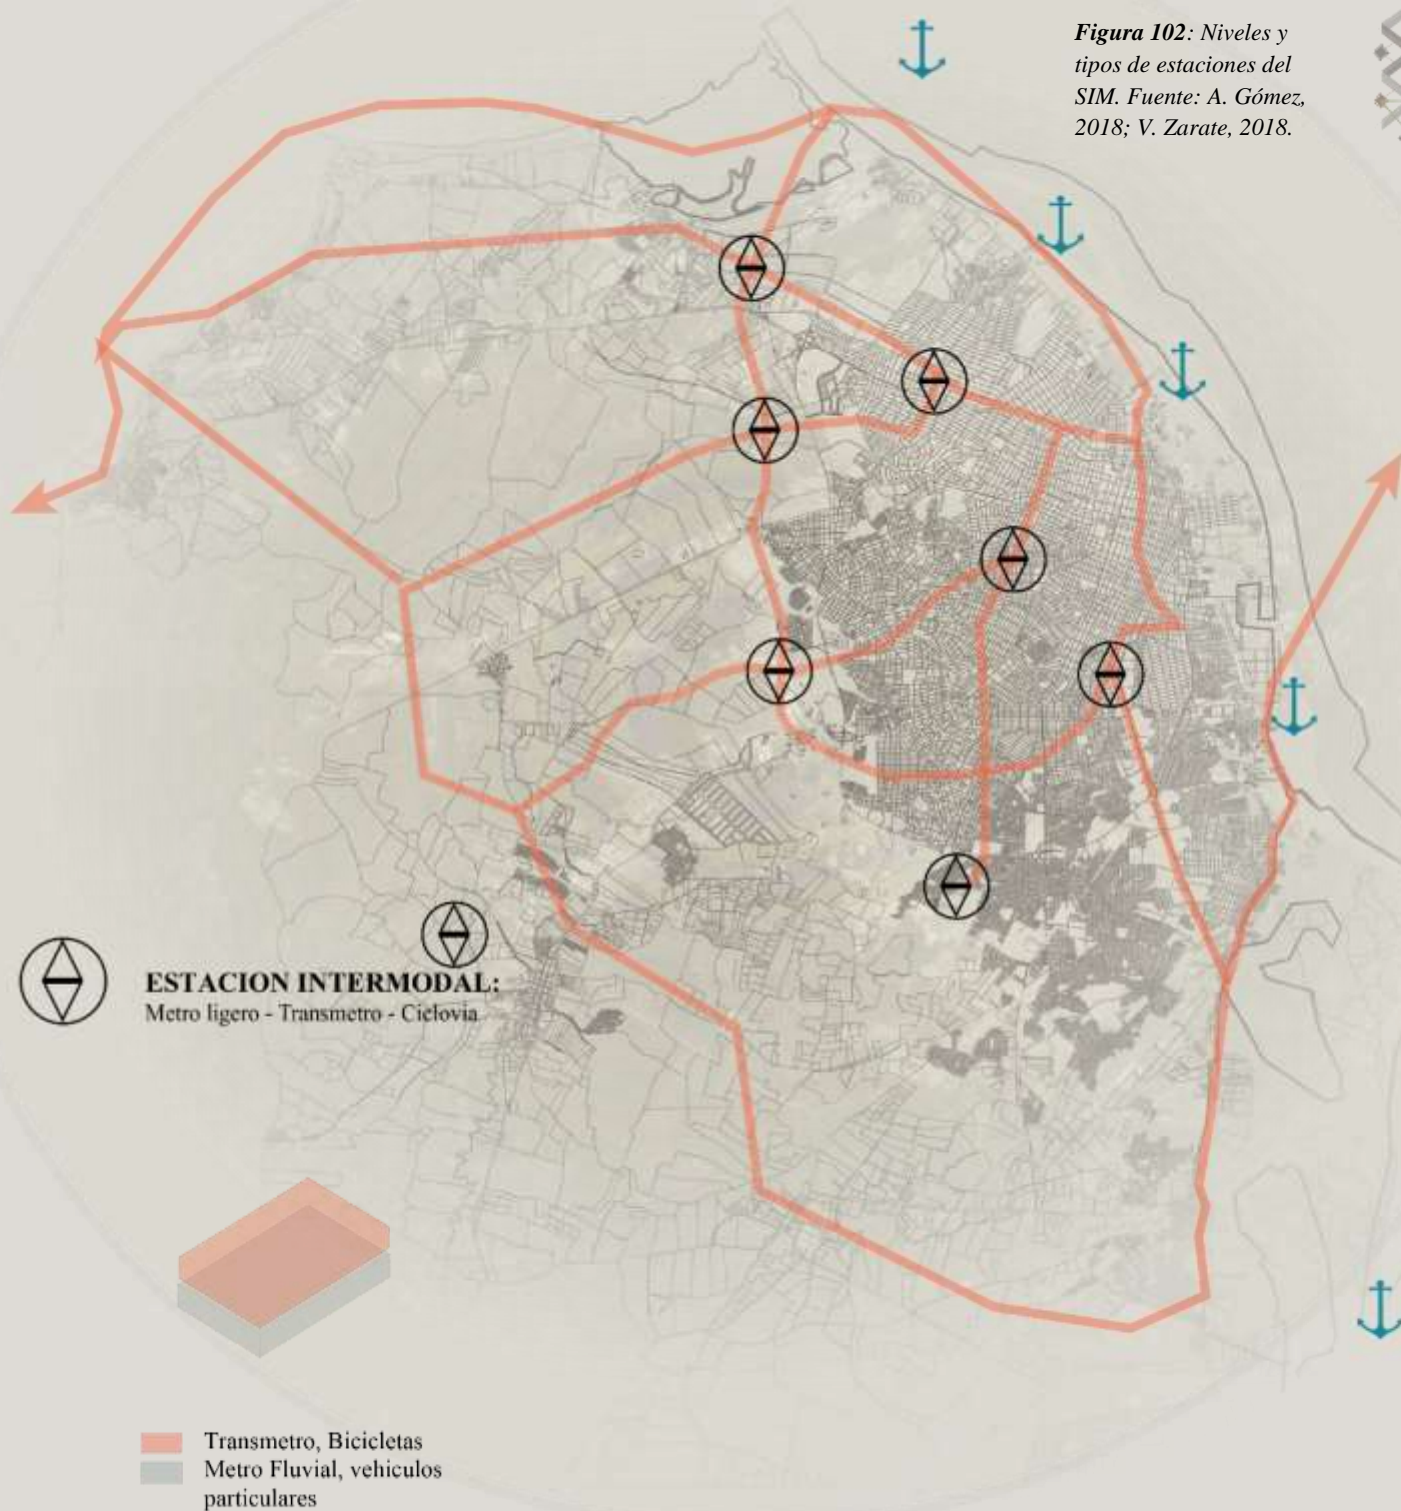 Figura 102: Niveles y
tipos de estaciones del
SIM. Fuente: A. Gómez,
2018; V. Zarate, 2018.
ESTACION INTERMODAL:
Metro ligero - Transmetro - Ciclovia
Transmetro, Bicicletas
Metro Fluvial, vehiculos
particulares